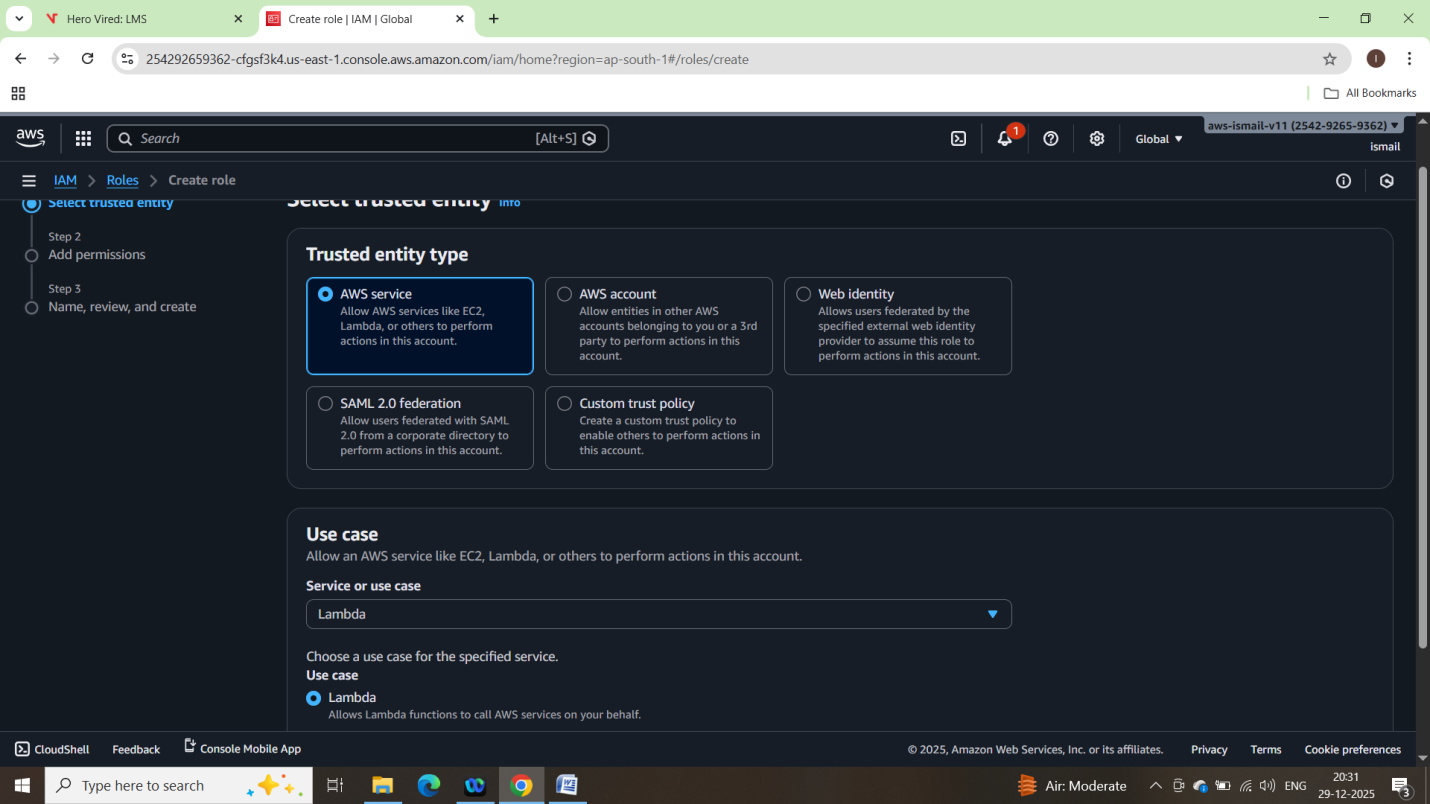 Hero Vired: LMS
Create role | IAM | Global
254292659362-cfgsf3k4.us-east-1.console.aws.amazon.com/iam/home?region=ap-south-1#/roles/create
I
All Bookmarks
aws
Search
[Alt+S]
1
Global
aws-ismail-v11 (2542-9265-9362)
ismail
IAM
Roles
Create role
Select trusted entity
Step 2
Add permissions
Step 3
Name, review, and create
Select trusted entity Info
Trusted entity type
AWS service
Allow AWS services like EC2,
Lambda, or others to perform
actions in this account.
AWS account
Allow entities in other AWS
accounts belonging to you or a 3rd
party to perform actions in this
account.
Web identity
Allows users federated by the
specified external web identity
provider to assume this role to
perform actions in this account.
SAML 2.0 federation
Allow users federated with SAML
2.0 from a corporate directory to
perform actions in this account.
Custom trust policy
Create a custom trust policy to
enable others to perform actions in
this account.
Use case
Allow an AWS service like EC2, Lambda, or others to perform actions in this account.
Service or use case
Lambda
Choose a use case for the specified service.
Use case
Lambda
Allows Lambda functions to call AWS services on your behalf.
CloudShell
Feedback
Console Mobile App
© 2025, Amazon Web Services, Inc. or its affiliates.
Privacy
Terms
Cookie preferences
Type here to search
Air: Moderate
ENG
20:31
29-12-2025
3